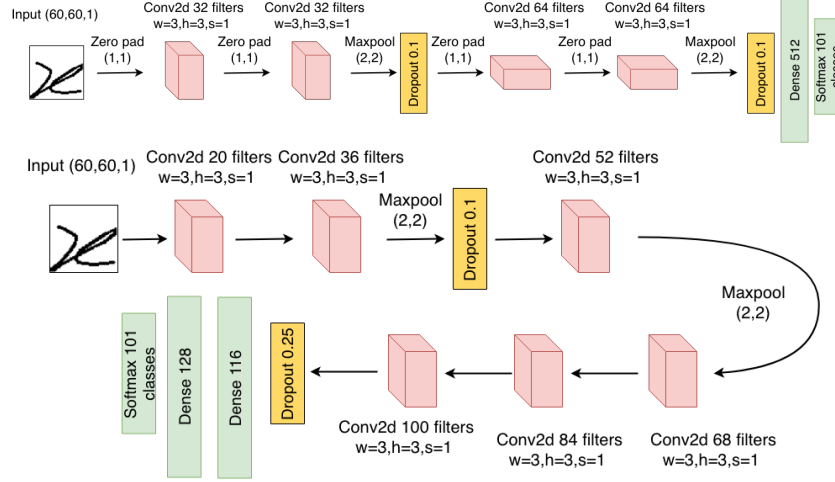 Input (60,60,1)
Conv2d 32 filters
w=3,h=3,s=1
Conv2d 32 filters
w=3,h=3,s=1
Conv2d 64 filters
w=3,h=3,s=1
Conv2d 64 filters
w=3,h=3,s=1
Zero pad
(1,1)
Zero pad
(1,1)
Maxpool
(2,2)
Dropout 0.1
Zero pad
(1,1)
Zero pad
(1,1)
Maxpool
(2,2)
Dropout 0.1
Dense 512
Softmax 101
Input (60,60,1)
Conv2d 20 filters
w=3,h=3,s=1
Conv2d 36 filters
w=3,h=3,s=1
Maxpool
(2,2)
Dropout 0.1
Conv2d 52 filters
w=3,h=3,s=1
Maxpool
(2,2)
Softmax 101
classes
Dense 128
Dense 116
Dropout 0.25
Conv2d 100 filters
w=3,h=3,s=1
Conv2d 84 filters
w=3,h=3,s=1
Conv2d 68 filters
w=3,h=3,s=1